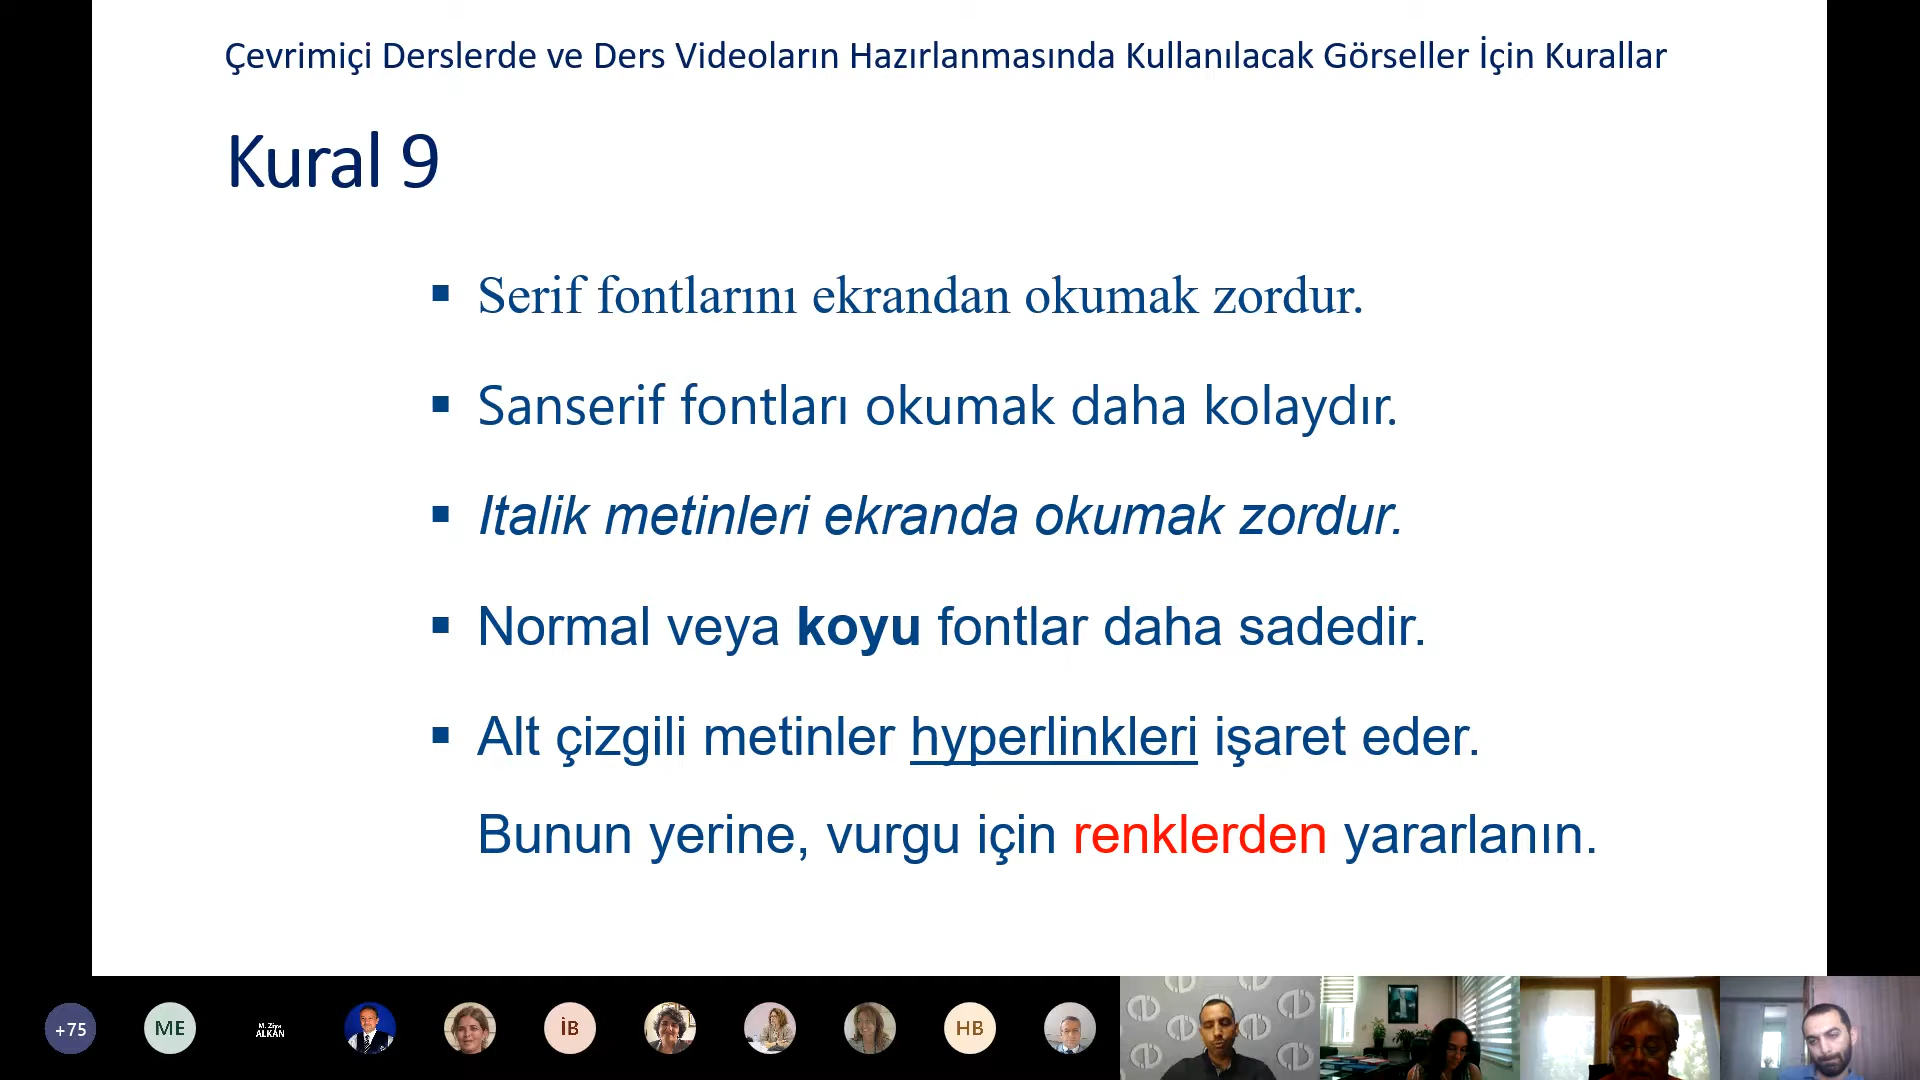 Çevrimiçi Derslerde ve Ders Videoların Hazırlanmasında Kullanılacak Görseller İçin Kurallar
Kural 9
▪ Serif fontlarını ekrandan okumak zordur.
▪ Sanserif fontları okumak daha kolaydır.
▪ Italik metinleri ekranda okumak zordur.
▪ Normal veya koyu fontlar daha sadedir.
▪ Alt çizgili metinler hyperlinkleri işaret eder.
Bunun yerine, vurgu için renklerden yararlanın.
+75
ME
M. Ziya
ALKAN
İB
HB